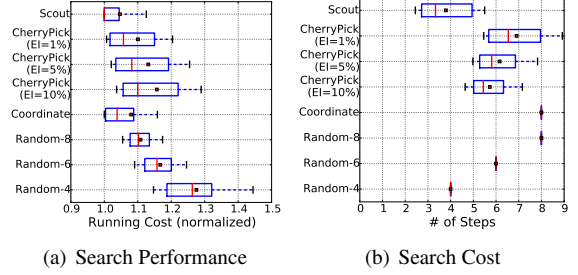 Scout
CherryPick
(EI=1%)
CherryPick
(EI=5%)
CherryPick
(EI=10%)
Coordinate
Random-8
Random-6
Random-4
0.9 1.0 1.1 1.2 1.3 1.4 1.5
Running Cost (normalized)
(a) Search Performance
Scout
CherryPick
(EI=1%)
CherryPick
(EI=5%)
CherryPick
(EI=10%)
Coordinate
Random-8
Random-6
Random-4
0 1 2 3 4 5 6 7 8 9
# of Steps
(b) Search Cost